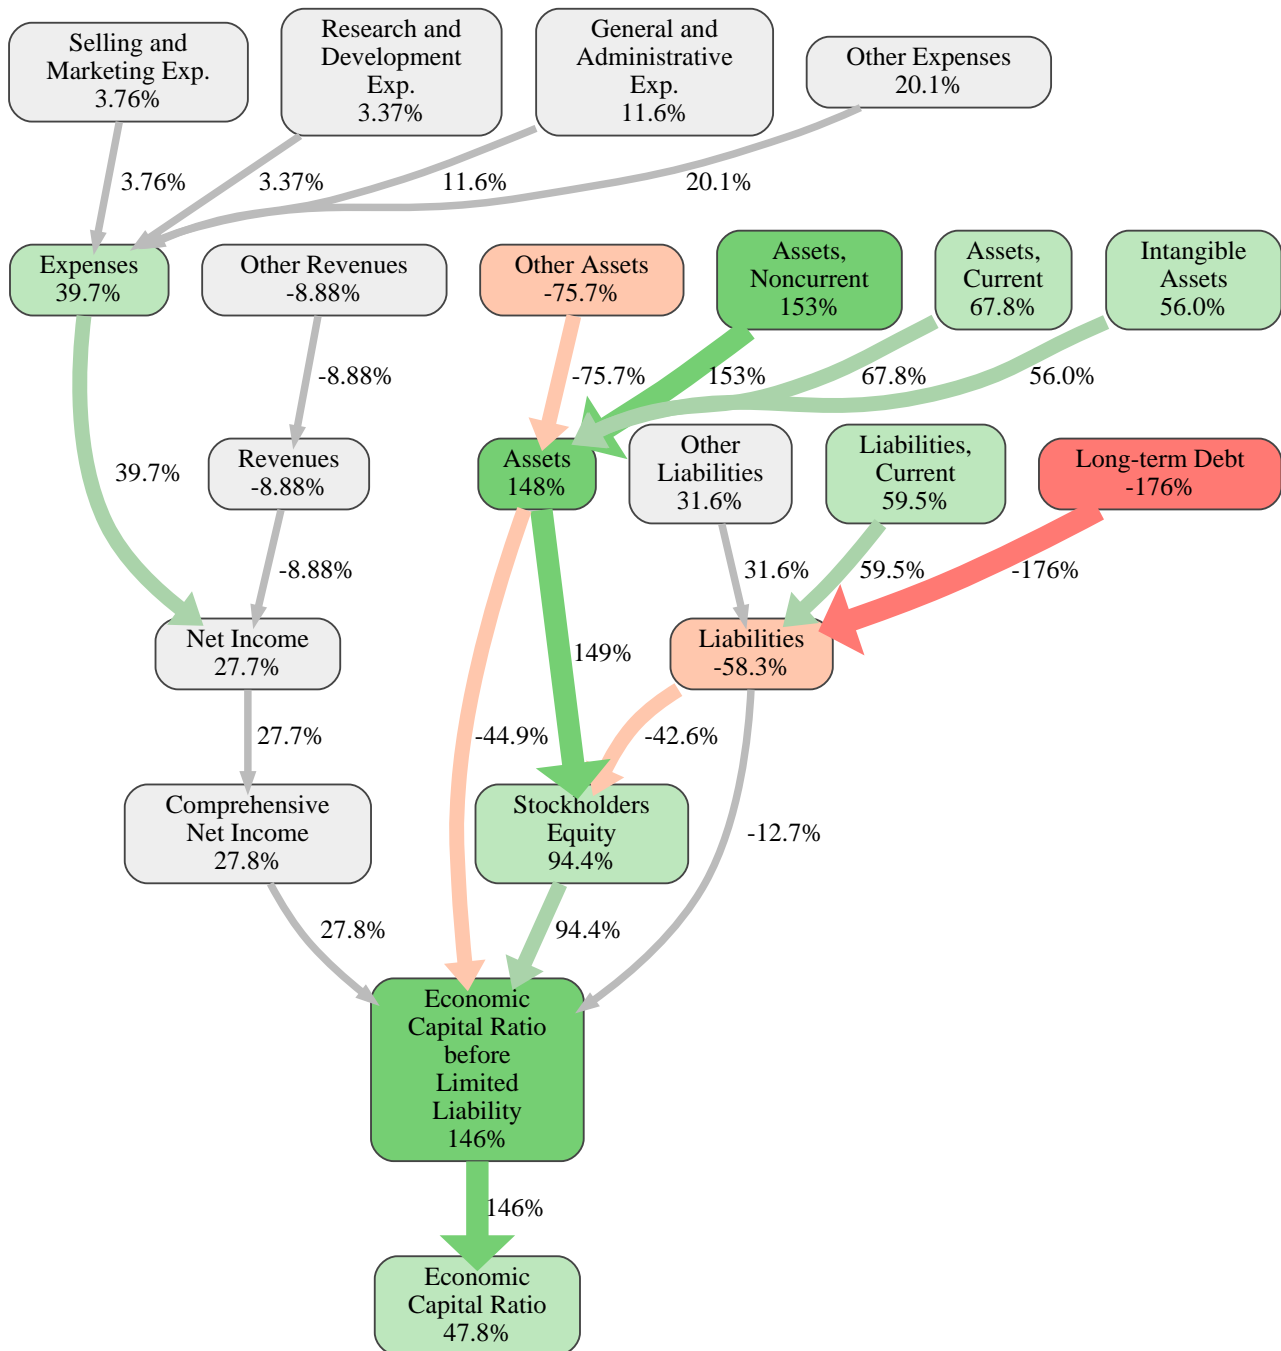 Selling and
Marketing Exp.
3.76%
Research and
Development
Exp.
3.37%
General and
Administrative
Exp.
11.6%
Other Expenses
20.1%
3.76%
3.37%
11.6%
20.1%
Expenses
39.7%
Other Revenues
-8.88%
Other Assets
-75.7%
Assets,
Noncurrent
153%
Assets,
Current
67.8%
Intangible
Assets
56.0%
-8.88%
-75.7%
153%
67.8%
56.0%
39.7%
Revenues
-8.88%
Assets
148%
Other
Liabilities
31.6%
Liabilities,
Current
59.5%
Long-term Debt
-176%
-8.88%
31.6%
59.5%
-176%
Net Income
27.7%
149%
Liabilities
-58.3%
27.7%
-44.9%
-42.6%
-12.7%
Comprehensive
Net Income
27.8%
Stockholders
Equity
94.4%
27.8%
94.4%
Economic
Capital Ratio
before
Limited
Liability
146%
146%
Economic
Capital Ratio
47.8%